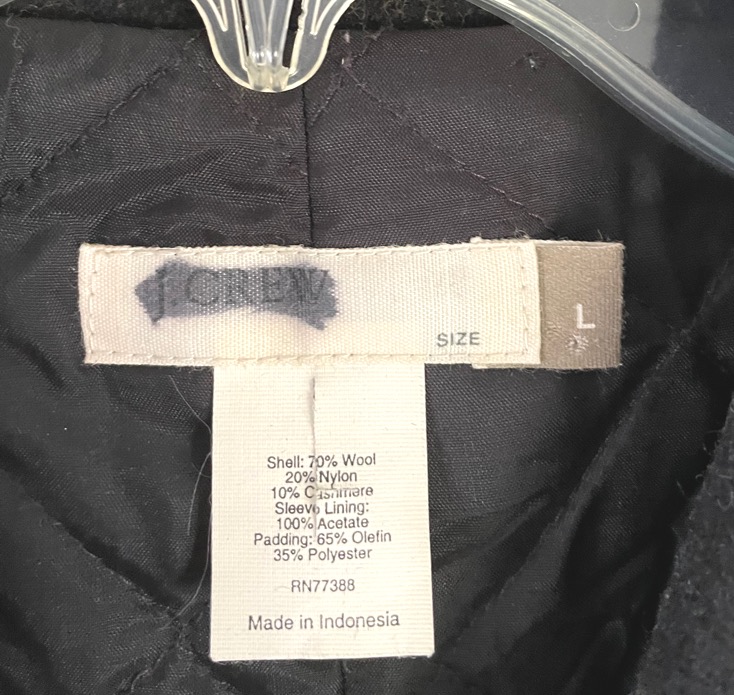 J.CREW
SIZE
L
Shell: 70% Wool
20% Nylon
10% Cashmere
Sleeve Lining:
100% Acetate
Padding: 65% Olefin
35% Polyester
RN77388
Made in Indonesia